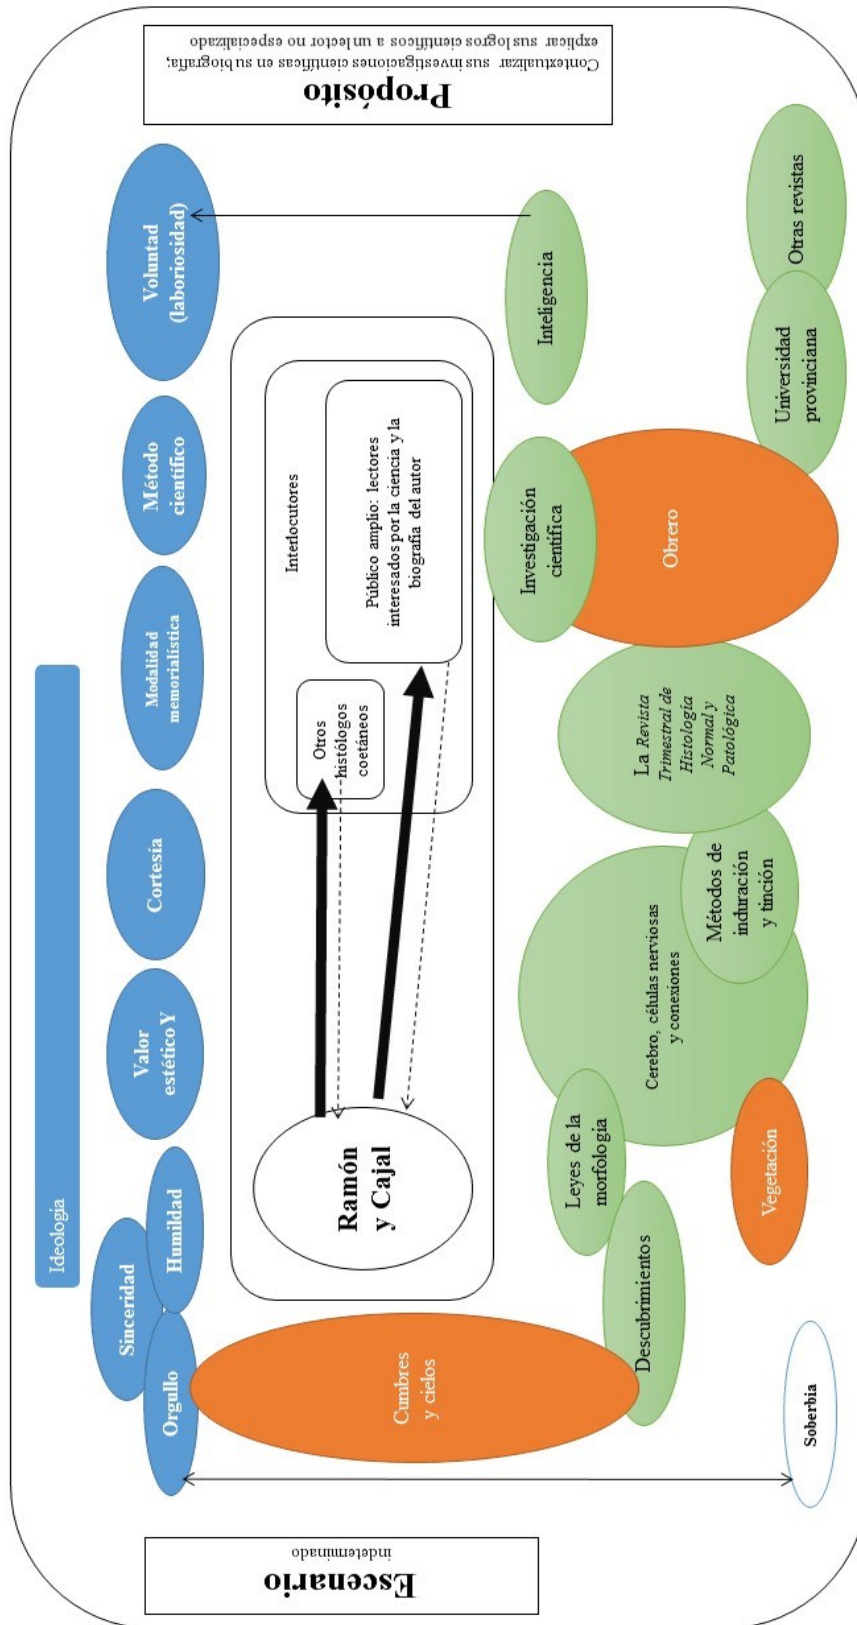 Escenario
indeterminado
Propósito
Contextualizar sus investigaciones científicas en su biografía;
explicar sus logros científicos a un lector no especializado
Ideología
Sinceridad
Orgullo
Humildad
Valor
estético Y
Cortesía
Modalidad
memorialística
Método
científico
Voluntad
(laboriosidad)
Cumbres
y cielos
Ramón
y Cajal
Interlocutores
Otros
histólogos
coetáneos
Público amplio: lectores
interesados por la ciencia y la
biografía del autor
Inteligencia
Investigación
científica
Obrero
Universidad
provinciana
Otras revistas
La Revista
Trimestral de
Histología
Normal y
Patológica
Métodos de
induración
y tinción
Cerebro, células nerviosas
y conexiones
Leyes de la
morfología
Descubrimientos
Vegetación
Soberbia